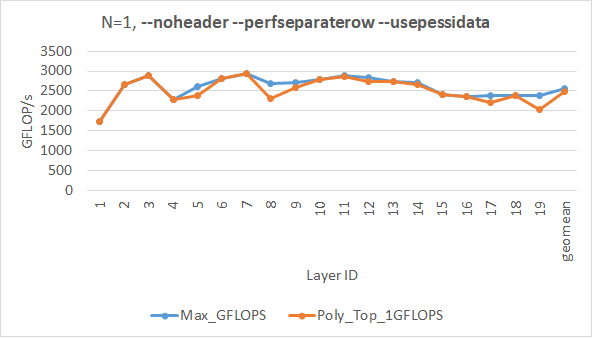 N=1, --noheader --perfseparaterow --usepessidata
3500
3000
2500
2000
1500
1000
500
0
GFLOP/s
1 2 3 4 5 6 7 8 9 10 11 12 13 14 15 16 17 18 19 geomean
Layer ID
Max_GFLOPS Poly_Top_1GFLOPS